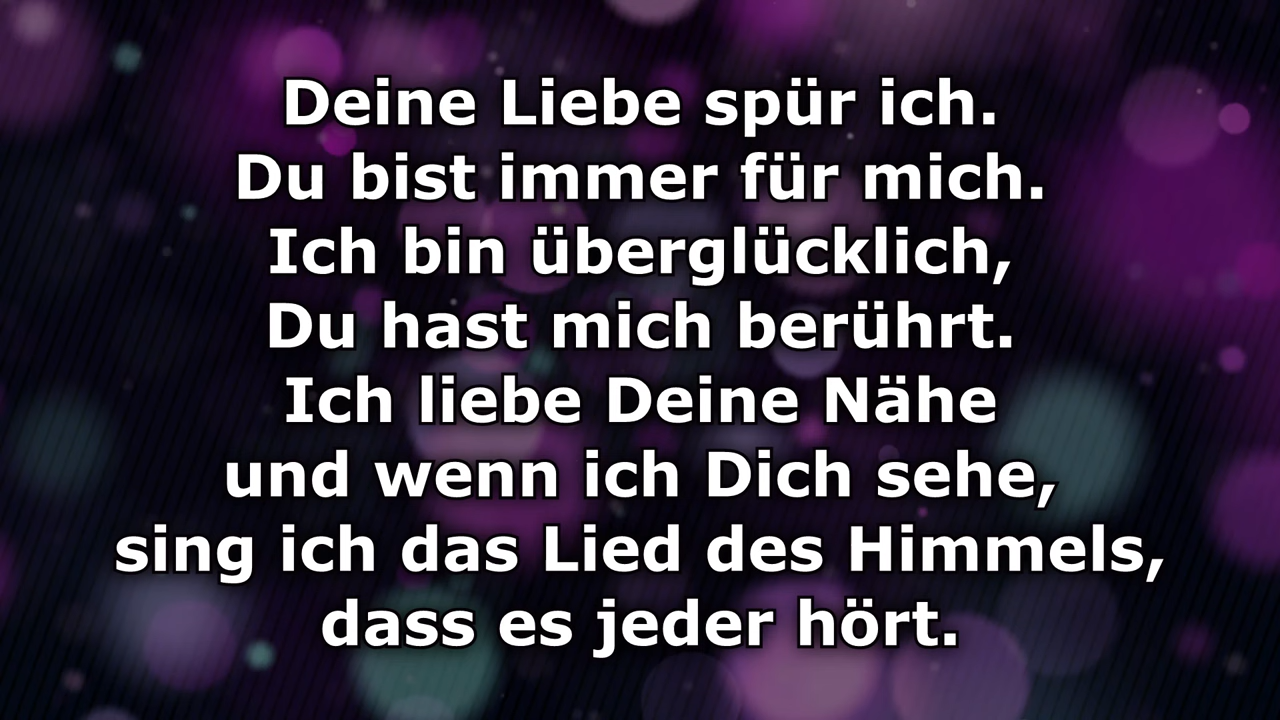 Deine Liebe spür ich.
Du bist immer für mich.
Ich bin überglücklich,
Du hast mich berührt.
Ich liebe Deine Nähe
und wenn ich Dich sehe,
sing ich das Lied des Himmels,
dass es jeder hört.